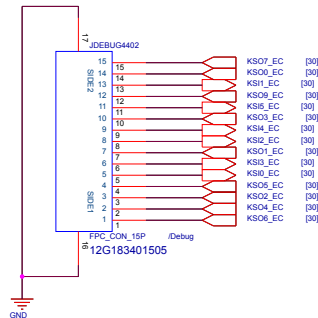 17
JDEBUG4402
SIDE2
15 15 KSO7_EC [30]
14 14 KSO0_EC [30]
13 13 KSI1_EC [30]
12 12 KSO9_EC [30]
11 11 KSI5_EC [30]
10 10 KSO3_EC [30]
9 9 KSI4_EC [30]
8 8 KSI2_EC [30]
7 7 KSO1_EC [30]
6 6 KSI3_EC [30]
5 5 KSI0_EC [30]
4 4 KSO5_EC [30]
3 3 KSO2_EC [30]
2 2 KSO4_EC [30]
1 1 KSO6_EC [30]
SIDE1
16
FPC_CON_15P /Debug
12G183401505
GND